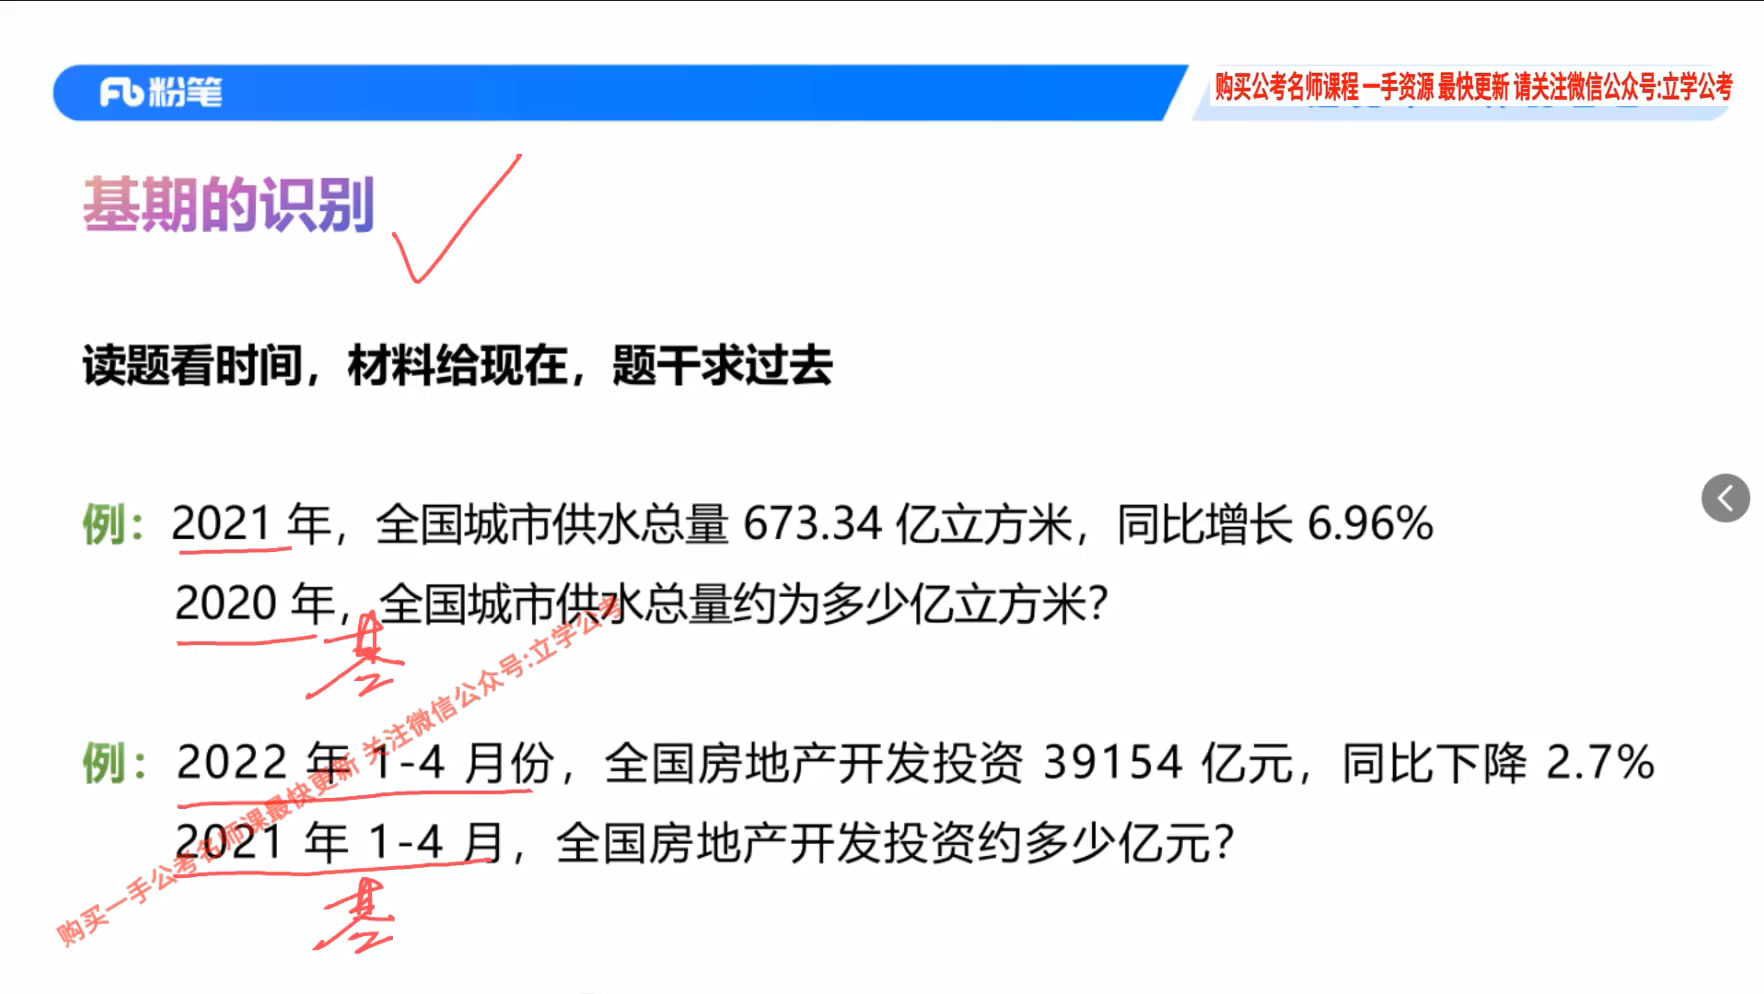 粉笔
购买公考名师课程 一手资源 最快更新 请关注微信公众号:立学公考
基期的识别
读题看时间，材料给现在，题干求过去
例：2021 年，全国城市供水总量 673.34 亿立方米，同比增长 6.96%
2020 年，全国城市供水总量约为多少亿立方米？
基
例：2022 年 1-4 月份，全国房地产开发投资 39154 亿元，同比下降 2.7%
2021 年 1-4 月，全国房地产开发投资约多少亿元？
基
购买一手公考名师课最快更新 关注微信公众号:立学公考